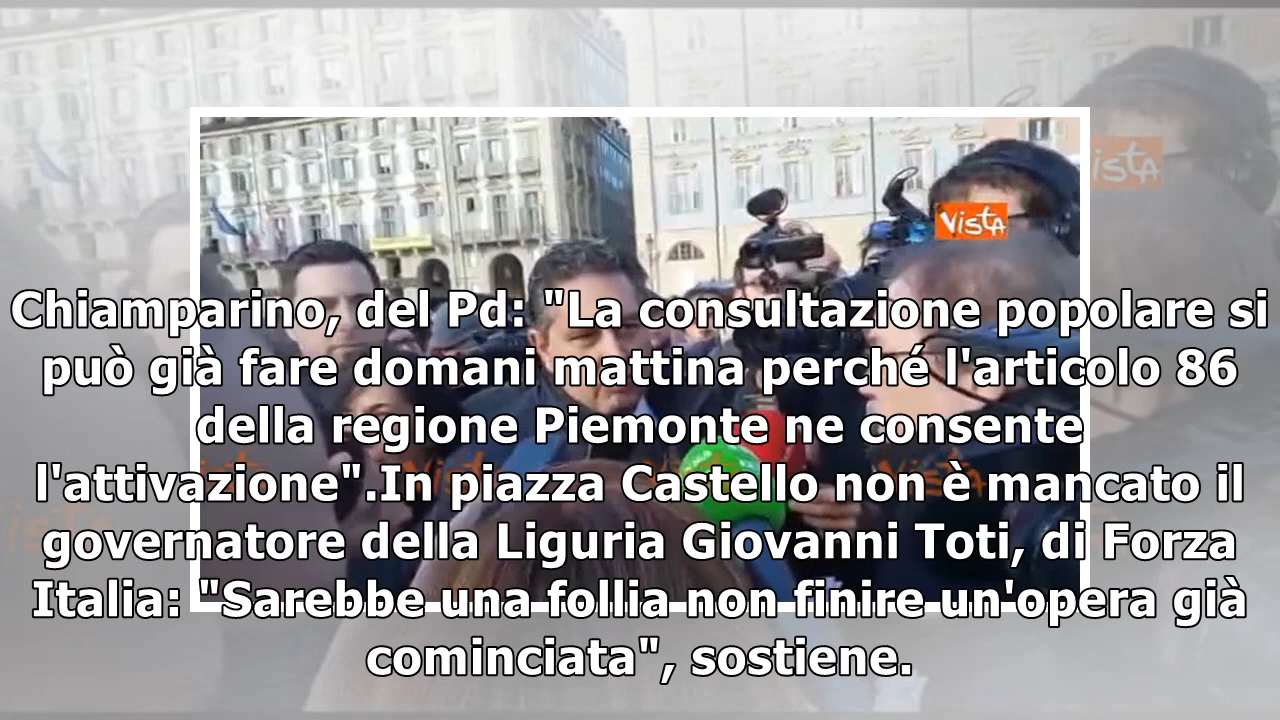 VISTA
ISTA
Chiamparino, del Pd: "La consultazione popolare si
può già fare domani mattina perché l'articolo 86
della regione Piemonte ne consente
l'attivazione".In piazza Castello non è mancato il
governatore della Liguria Giovanni Toti, di Forza
Italia: "Sarebbe una follia non finire un'opera già
cominciata", sostiene.